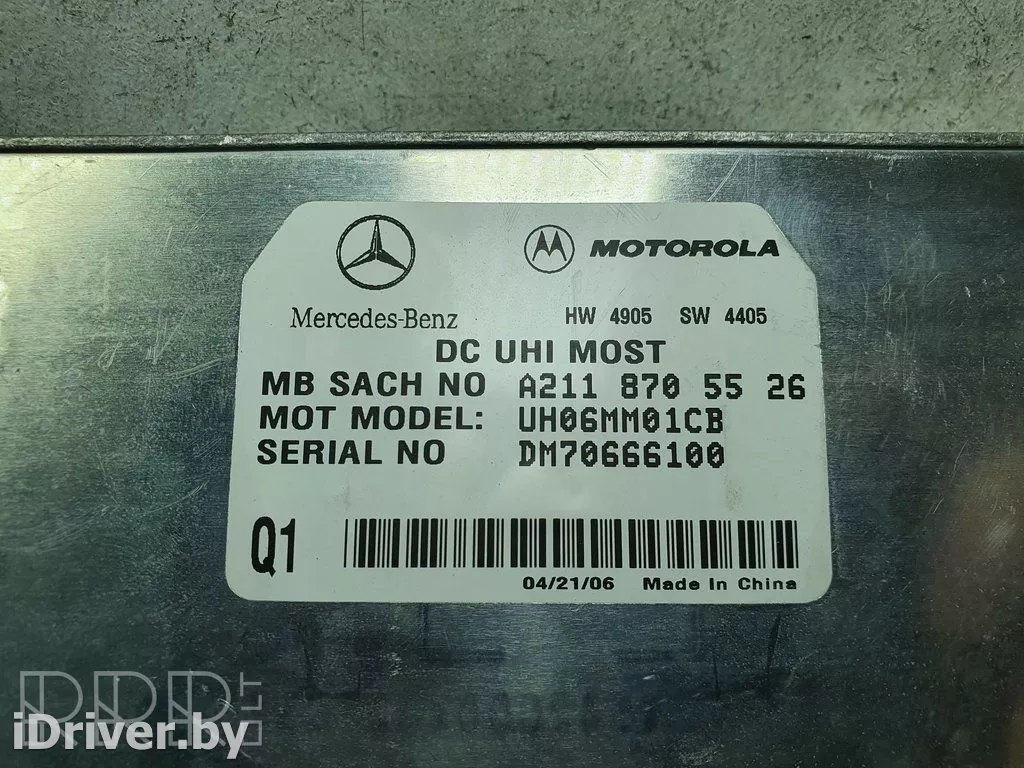 MOTOROLA
Mercedes-Benz HW 4905 SW 4405
DC UHI MOST
MB SACH NO A211 870 55 26
MOT MODEL: UH06MM01CB
SERIAL NO DM70666100
Q1
04/21/06 Made In China
iDriver.by